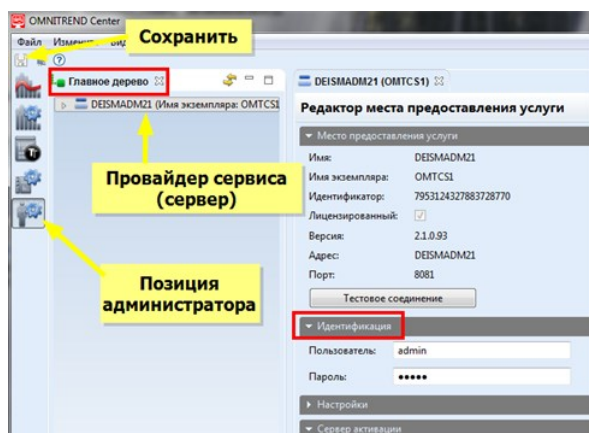 OMNITREND Center
Файл
Сохранить
Главное дерево
DEISMADM21 (OMTCS1)
DEISMADM21 (Имя экземпляра: OMTCS1
Редактор места предоставления услуги
Место предоставления услуги
Имя: DEISMADM21
Имя экземпляра: OMTCS1
Идентификатор: 7953124327883728770
Лицензированный:
Версия: 2.1.0.93
Адрес: DEISMADM21
Порт: 8081
Тестовое соединение
Провайдер сервиса
(сервер)
Позиция
администратора
Идентификация
Пользователь: admin
Пароль: •••••
Настройки
Сервер активации